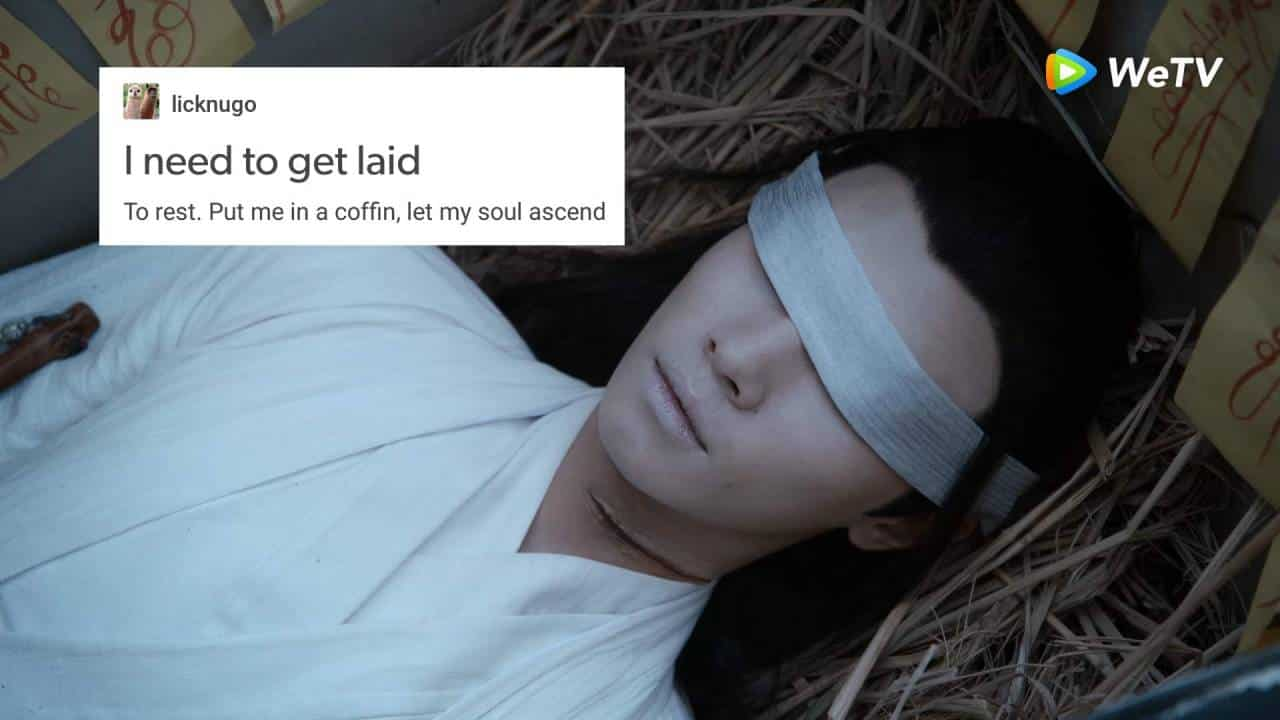 WeTV
licknugo
I need to get laid
To rest. Put me in a coffin, let my soul ascend